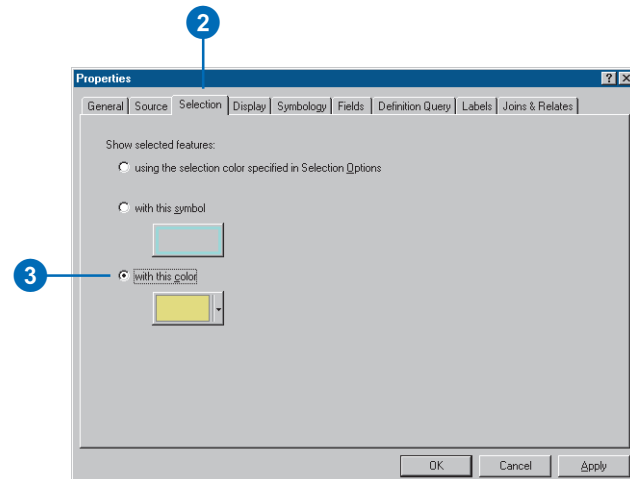 2
Properties
General Source Selection Display Symbology Fields Definition Query Labels Joins & Relates
Show selected features:
using the selection color specified in Selection Options
with this symbol
3
with this color
OK Cancel Apply